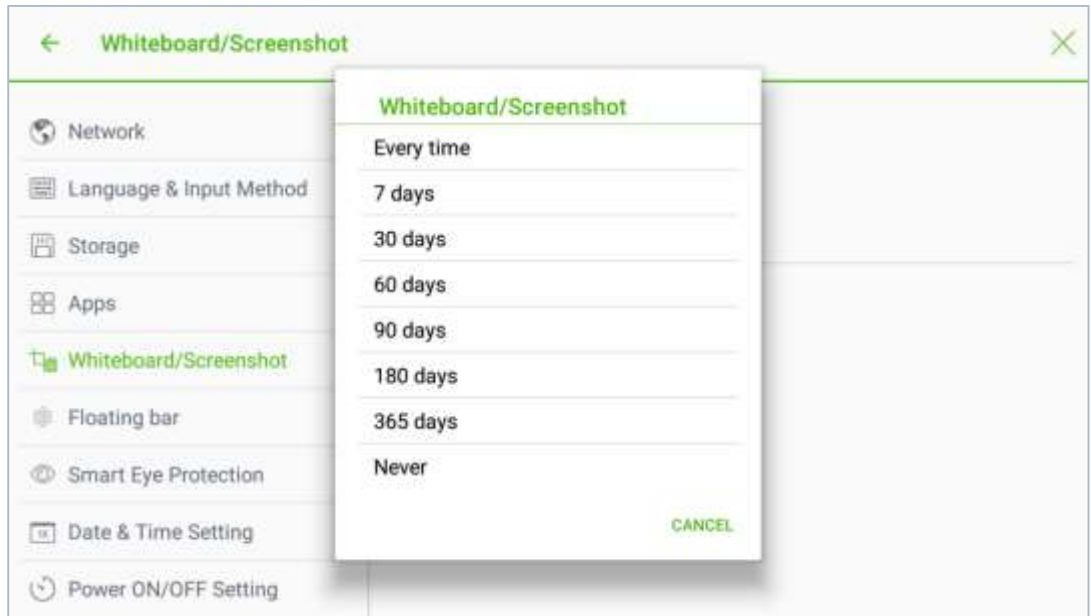 Whiteboard/Screenshot
Network
Language & Input Method
Storage
Apps
Whiteboard/Screenshot
Floating bar
Smart Eye Protection
Date & Time Setting
Power ON/OFF Setting
Whiteboard/Screenshot
Every time
7 days
30 days
60 days
90 days
180 days
365 days
Never
CANCEL